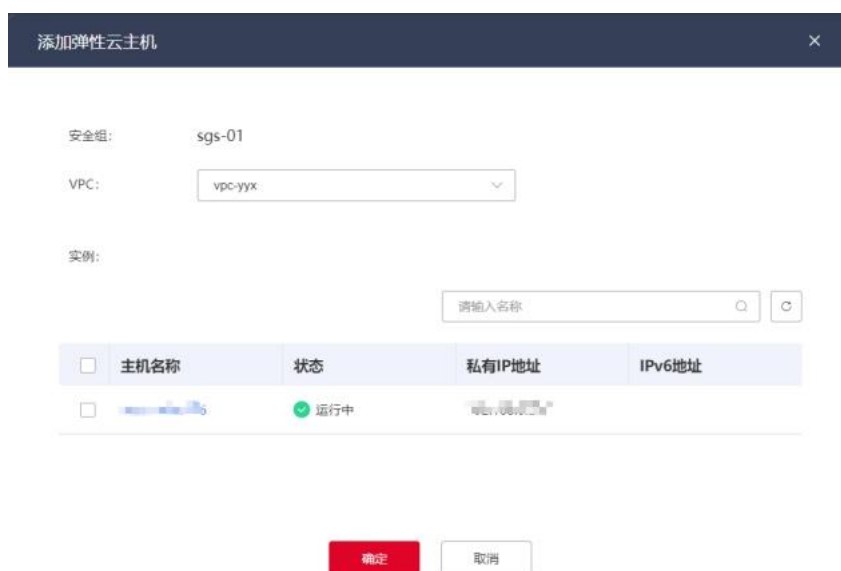 添加弹性云主机
安全组: sgs-01
VPC: vpc-yyx
实例:
请输入名称
主机名称 状态 私有IP地址 IPv6地址
运行中
确定 取消